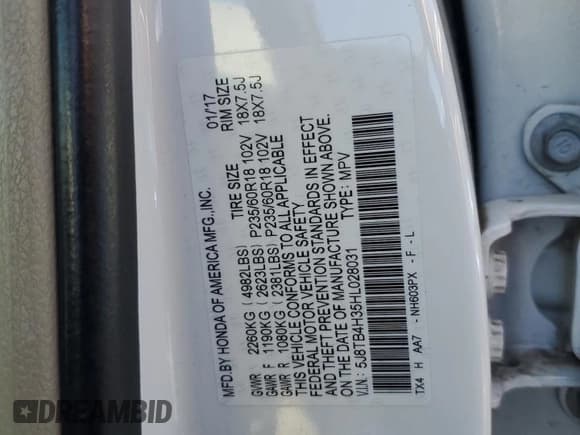 MFD.BY HONDA OF AMERICA MFG.,INC. 01/17
TIRE SIZE RIM SIZE
GVWR 2260KG (4982LBS)
GAWR F 1190KG (2623LBS) P235/60R18 102V 18X7.5J
GAWR R 1080KG (2381LBS) P235/60R18 102V 18X7.5J
THIS VEHICLE CONFORMS TO ALL APPLICABLE
FEDERAL MOTOR VEHICLE SAFETY
AND THEFT PREVENTION STANDARDS IN EFFECT
ON THE DATE OF MANUFACTURE SHOWN ABOVE.
V.I.N.: 5J8TB4H35HL028031 TYPE: MPV
TX4 H AA7 - NH603PX - F - L
DREAMBID